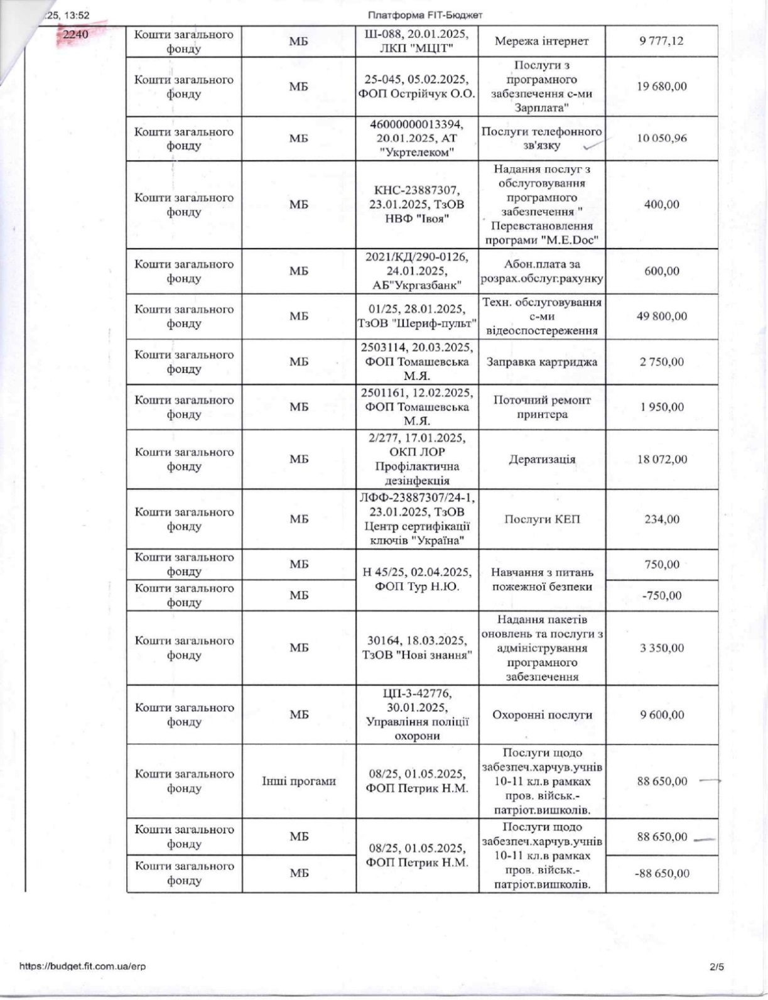 :25, 13:52
Платформа FIT-Бюджет
2240
Кошти загального
фонду
МБ
Ш-088, 20.01.2025,
ЛКП "МЦІТ"
Мережа інтернет
9 777,12
Кошти загального
фонду
МБ
25-045, 05.02.2025,
ФОП Острійчук О.О.
Послуги з
програмного
забезпечення с-ми
Зарплата"
19 680,00
Кошти загального
фонду
МБ
46000000013394,
20.01.2025, АТ
"Укртелеком"
Послуги телефонного
зв'язку
10 050,96
Кошти загального
фонду
МБ
КНС-23887307,
23.01.2025, ТзОВ
НВФ "Івоя"
Надання послуг з
обслуговування
програмного
забезпечення "
Перевстановлення
програми "M.E.Doc"
400,00
Кошти загального
фонду
МБ
2021/КД/290-0126,
24.01.2025,
АБ"Укргазбанк"
Абон.плата за
розрах.обслуг.рахунку
600,00
Кошти загального
фонду
МБ
01/25, 28.01.2025,
ТзОВ "Шериф-пульт"
Техн. обслуговування
с-ми
відеоспостереження
49 800,00
Кошти загального
фонду
МБ
2503114, 20.03.2025,
ФОП Томашевська
М.Я.
Заправка картриджа
2 750,00
Кошти загального
фонду
МБ
2501161, 12.02.2025,
ФОП Томашевська
М.Я.
Поточний ремонт
принтера
1 950,00
Кошти загального
фонду
МБ
2/277, 17.01.2025,
ОКП ЛОР
Профілактична
дезінфекція
Дератизація
18 072,00
Кошти загального
фонду
МБ
ЛФФ-23887307/24-1,
23.01.2025, ТзОВ
Центр сертифікації
ключів "Україна"
Послуги КЕП
234,00
Кошти загального
фонду
МБ
Н 45/25, 02.04.2025,
ФОП Тур Н.Ю.
Навчання з питань
пожежної безпеки
750,00
Кошти загального
фонду
МБ
-750,00
Кошти загального
фонду
МБ
30164, 18.03.2025,
ТзОВ "Нові знання"
Надання пакетів
оновлень та послуги з
адміністрування
програмного
забезпечення
3 350,00
Кошти загального
фонду
МБ
ЦП-3-42776,
30.01.2025,
Управління поліції
охорони
Охоронні послуги
9 600,00
Кошти загального
фонду
Інші прогами
08/25, 01.05.2025,
ФОП Петрик Н.М.
Послуги щодо
забезпеч.харчув.учнів
10-11 кл.в рамках
пров. військ.-
патріот.вишколів.
88 650,00
Кошти загального
фонду
МБ
08/25, 01.05.2025,
ФОП Петрик Н.М.
Послуги щодо
забезпеч.харчув.учнів
10-11 кл.в рамках
пров. військ.-
патріот.вишколів.
88 650,00
Кошти загального
фонду
МБ
-88 650,00
https://budget.fit.com.ua/erp
2/5